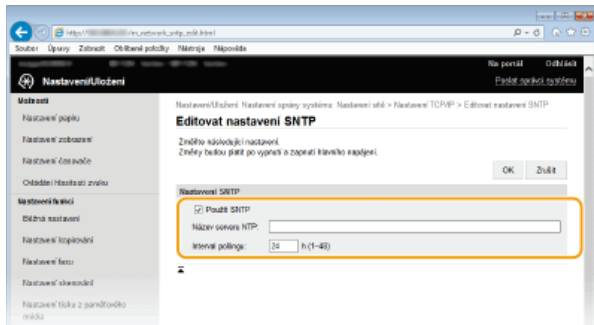 /m_network_sntp_edit.html
Soubor Úpravy Zobrazit Oblíbené položky Nástroje Nápověda
Na portál Odhlásit
Nastavení/Uložení
Poslat správci systému
Možnosti
Nastavení papíru
Nastavení zobrazení
Nastavení časovače
Ovládání hlasitosti zvuku
Nastavení funkcí
Běžná nastavení
Nastavení kopírování
Nastavení faxu
Nastavení skenování
Nastavení tisku z paměťového
média
Nastavení/Uložení: Nastavení správy systému: Nastavení sítě > Nastavení TCP/IP > Editovat nastavení SNTP
Editovat nastavení SNTP
Změňte následující nastavení.
Změny budou platit po vypnutí a zapnutí hlavního napájení.
OK Zrušit
Nastavení SNTP
Použít SNTP
Název serveru NTP:
Interval pollingu: 24 h (1-48)